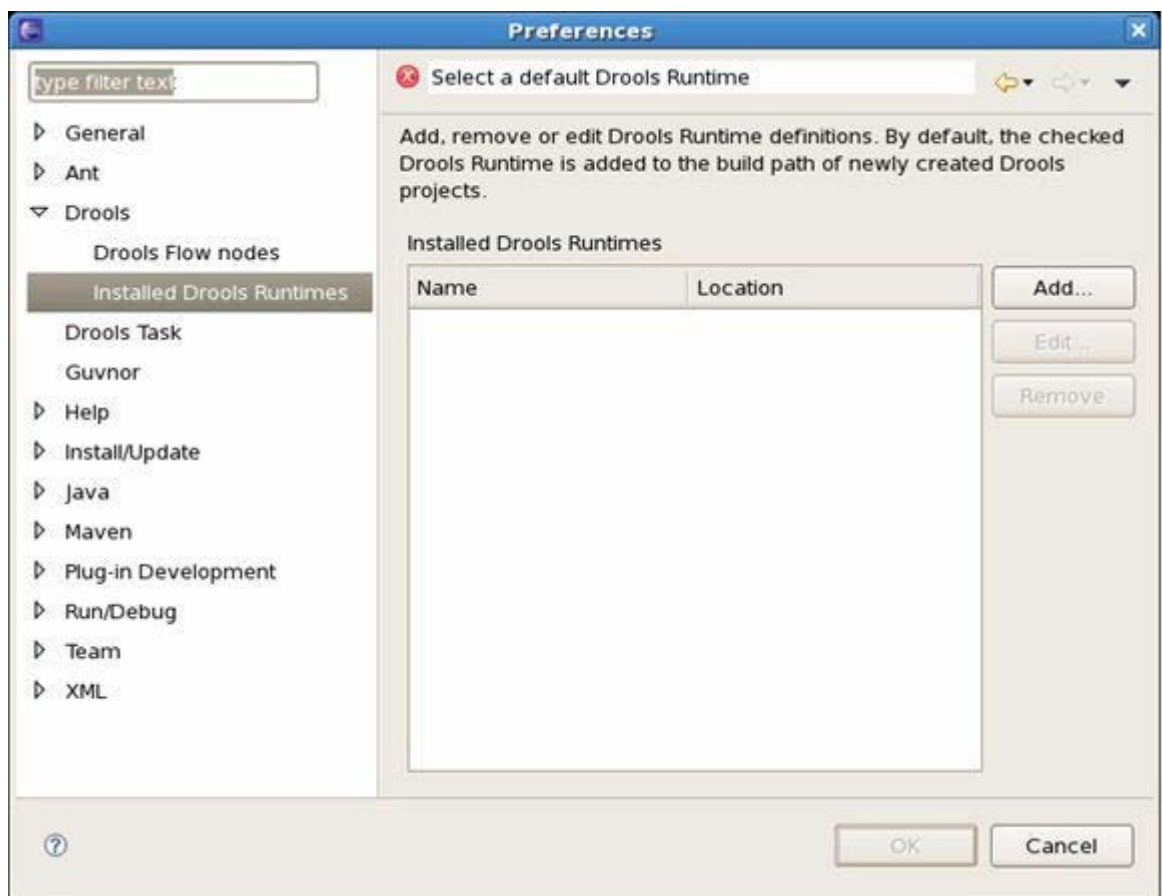 Preferences
type filter text
General
Ant
Drools
Drools Flow nodes
Installed Drools Runtimes
Drools Task
Guvnor
Help
Install/Update
Java
Maven
Plug-in Development
Run/Debug
Team
XML
Select a default Drools Runtime
Add, remove or edit Drools Runtime definitions. By default, the checked
Drools Runtime is added to the build path of newly created Drools
projects.
Installed Drools Runtimes
Name Location
Add...
Edit...
Remove
OK Cancel